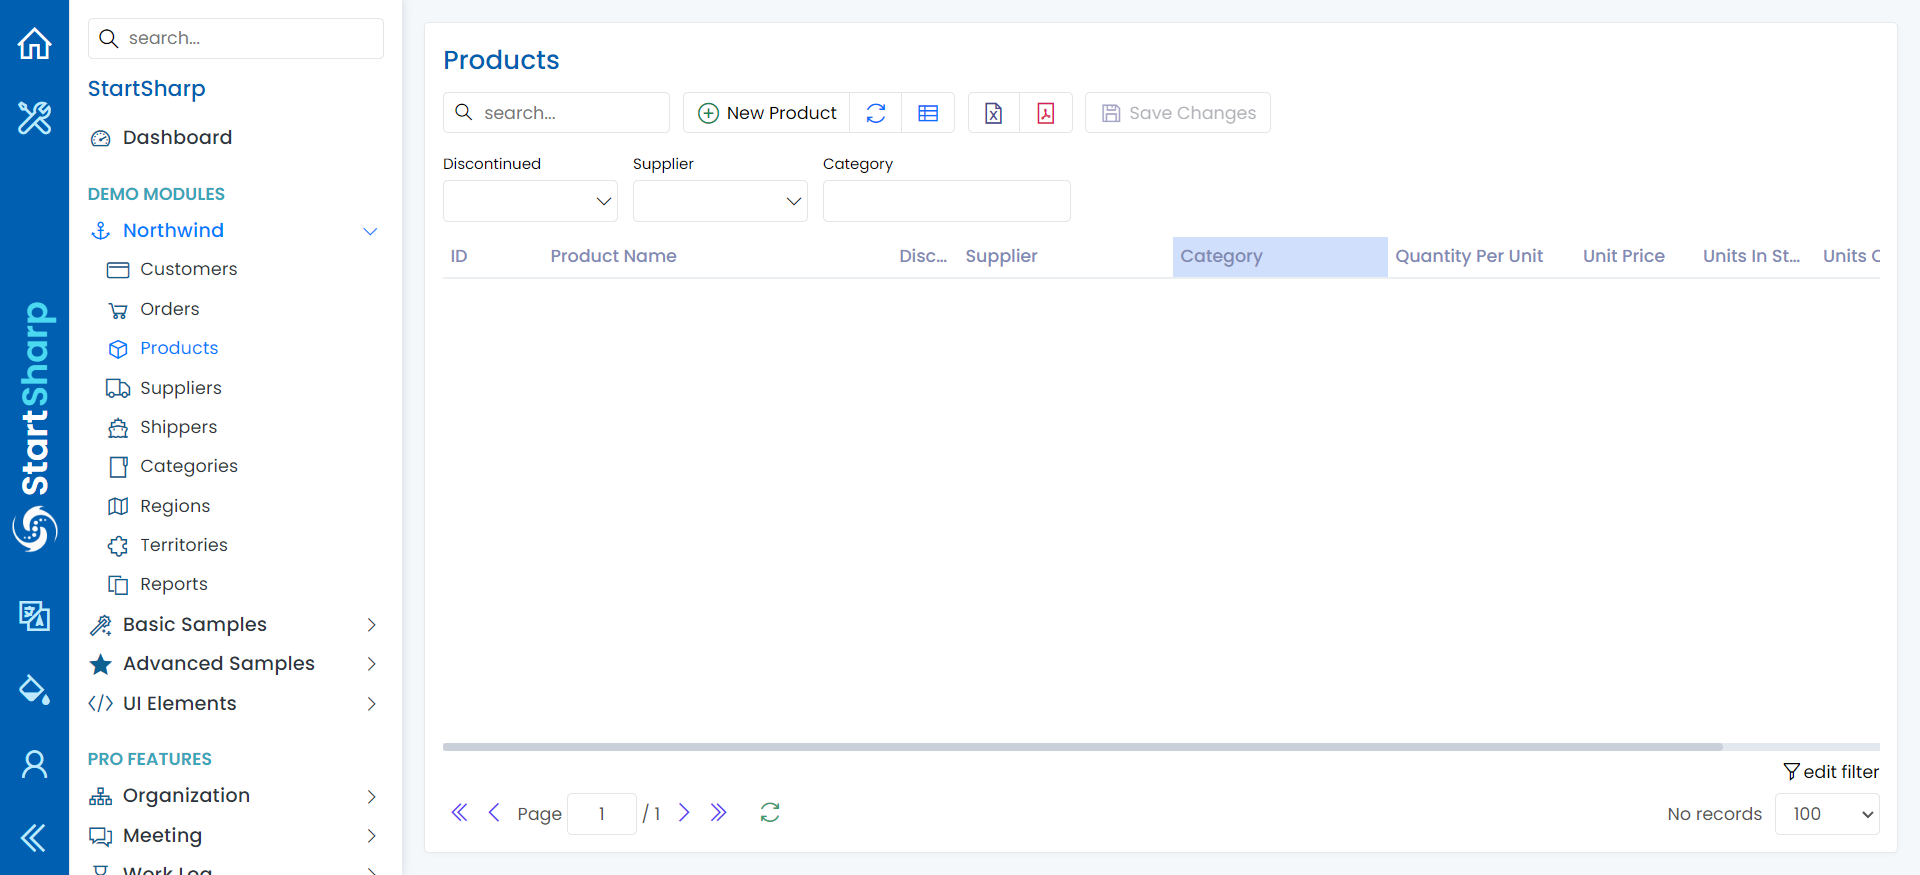 search...
StartSharp
Dashboard
DEMO MODULES
Northwind
Customers
Orders
Products
Suppliers
Shippers
Categories
Regions
Territories
Reports
Basic Samples
Advanced Samples
UI Elements
PRO FEATURES
Organization
Meeting
Work Log
StartSharp
Products
search...
New Product
Save Changes
Discontinued
Supplier
Category
ID
Product Name
Disc...
Supplier
Category
Quantity Per Unit
Unit Price
Units In St...
Units O
edit filter
Page 1 / 1
No records
100